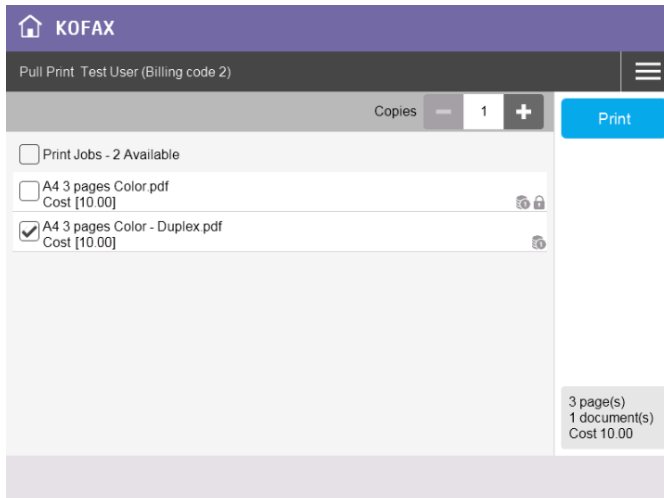 KOFAX
Pull Print Test User (Billing code 2)
Copies 1
Print
Print Jobs - 2 Available
A4 3 pages Color.pdf
Cost [10.00]
A4 3 pages Color - Duplex.pdf
Cost [10.00]
3 page(s)
1 document(s)
Cost 10.00